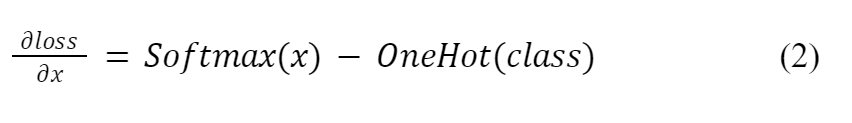 ∂loss/∂x = Softmax(x) − OneHot(class) (2)